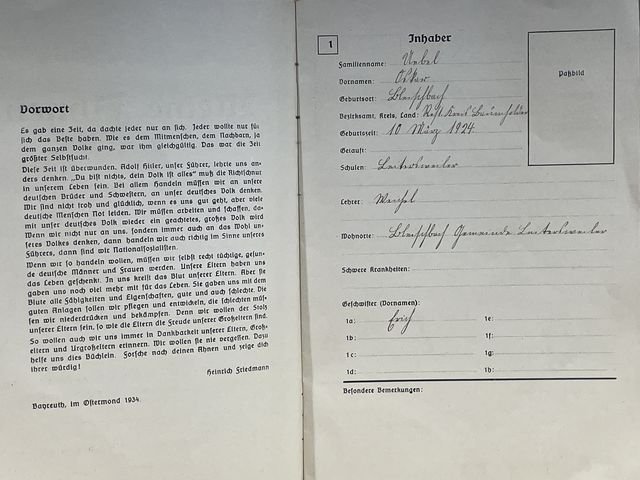 Vorwort
Es gab eine Zeit, da dachte jeder nur an sich. Jeder wollte nur für
sich das Beste haben. Wie es dem Mitmenschen, dem Nachbarn, ja
dem ganzen Volke ging, war ihm gleichgültig. Das war die Zeit
größter Selbstsucht.
Diese Zeit ist überwunden. Adolf Hitler, unser Führer, lehrte uns an-
ders denken. „Du bist nichts, dein Volk ist alles" muß die Richtschnur
in unserem Leben sein. Bei allem Handeln müssen wir an unsere
deutschen Brüder und Schwestern, an unser deutsches Volk denken.
Wir sind nicht froh und glücklich, wenn es uns gut geht, aber viele
deutsche Menschen Not leiden. Wir müssen arbeiten und schaffen, da-
mit unser deutsches Volk wieder ein geachtetes, großes Volk wird
Wenn wir nicht nur an uns, sondern immer auch an das Wohl un-
seres Volkes denken, dann handeln wir auch richtig im Sinne unseres
Führers, dann sind wir Nationalsozialisten.
Wenn wir so handeln wollen, müssen wir selbst recht tüchtige, gesun-
de deutsche Männer und Frauen werden. Unsere Eltern haben uns
das Leben geschenkt. In uns kreist das Blut unserer Eltern. Aber sie
gaben uns noch viel mehr mit für das Leben. Sie gaben uns mit dem
Blute alle Fähigkeiten und Eigenschaften, gute und auch schlechte. Die
guten Anlagen sollen wir pflegen und entwickeln, die schlechten müs-
sen wir niederdrücken und bekämpfen. Denn wir wollen der Stolz
unserer Eltern sein, so wie die Eltern die Freude unserer Großeltern sind.
So wollen auch wir uns immer in Dankbarkeit unserer Eltern, Groß-
eltern und Urgroßeltern erinnern. Wir wollen sie nie vergessen. Dazu
helfe uns dies Büchlein. Forsche nach deinen Ahnen und zeige dich
ihrer würdig!
Heinrich Friedmann
Bayreuth, im Ostermond 1934.
1
Inhaber
Familienname: Uebel
Paßbild
Vornamen: Oskar
Geburtsort:
Bezirksamt, Kreis, Land:
Geburtszeit: 10 März 1924
Getauft:
Schulen:
Lehrer: Wenzel
Wohnorte: Gemeinde
Schwere Krankheiten:
Geschwister (Vornamen):
1a: Erich 1e:
1b: 1f:
1c: 1g:
1d: 1h:
Besondere Bemerkungen: